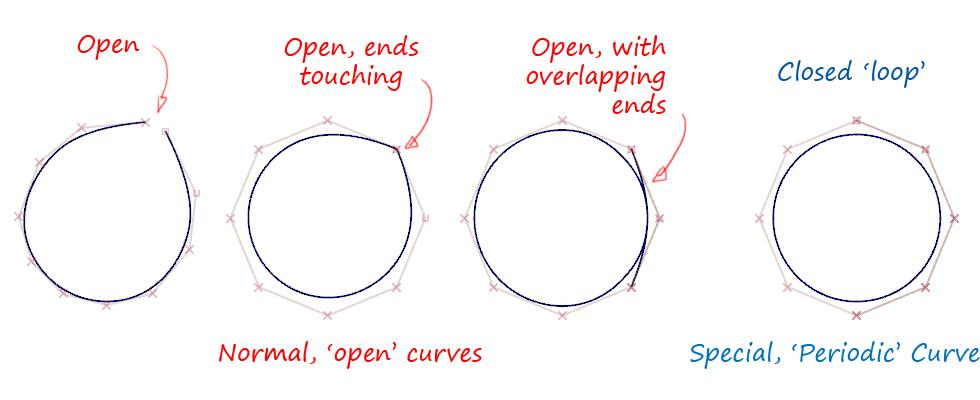 Open
Open, ends
touching
Open, with
overlapping
ends
Closed ‘loop’
Normal, ‘open’ curves
Special, ‘Periodic’ Curve